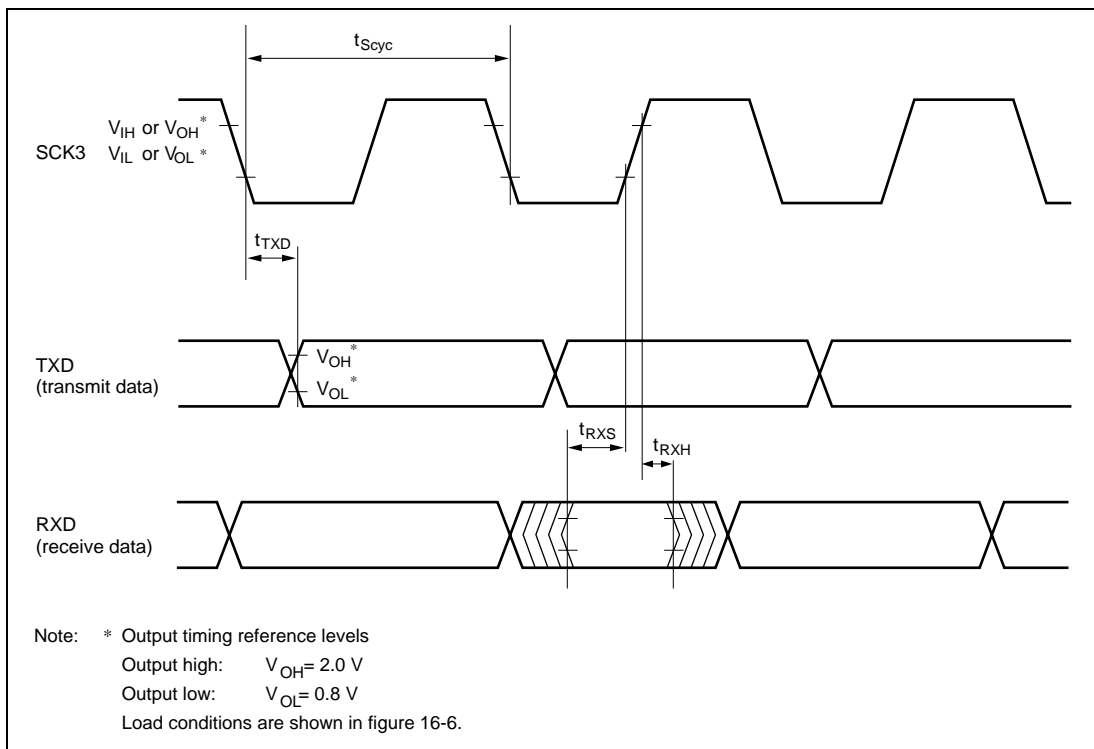 tScyc
VIH or VOH*
SCK3 VIL or VOL*
tTXD
TXD
(transmit data)
VOH*
VOL*
tRXS
tRXH
RXD
(receive data)
Note: * Output timing reference levels
Output high: VOH= 2.0 V
Output low: VOL= 0.8 V
Load conditions are shown in figure 16-6.